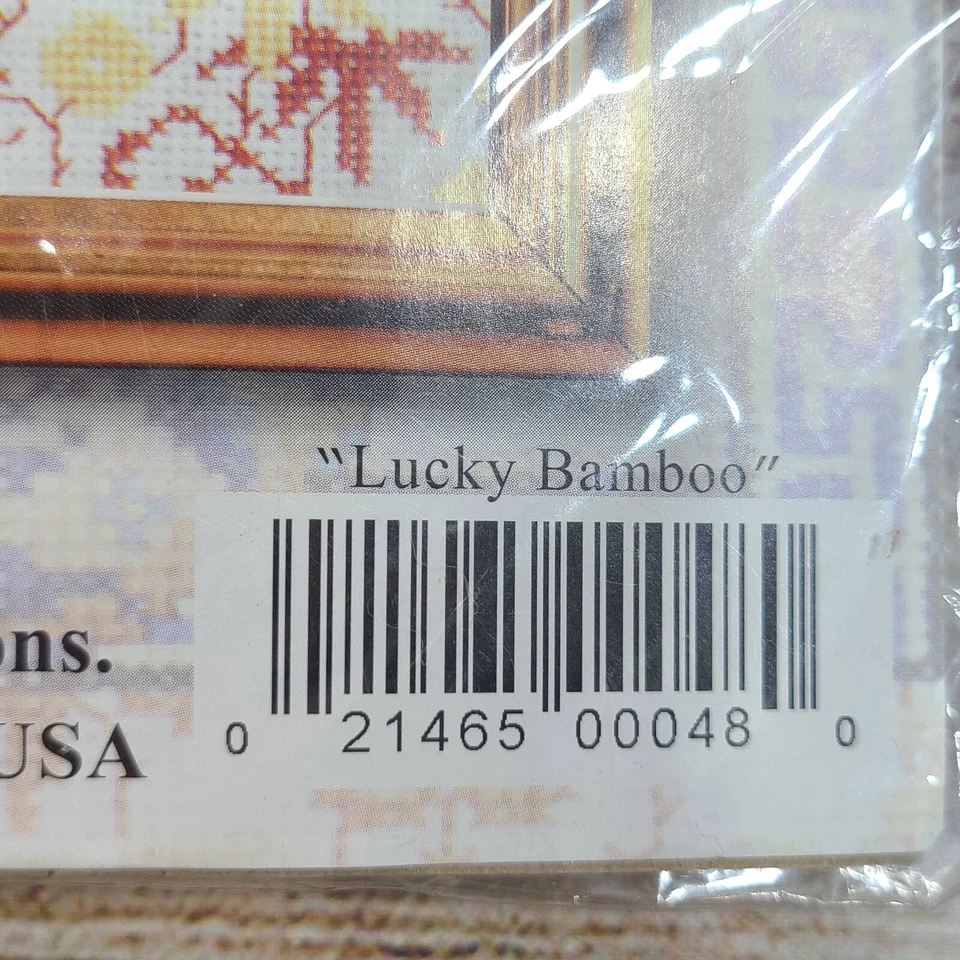 "Lucky Bamboo"
ons.
USA
0 21465 00048 0